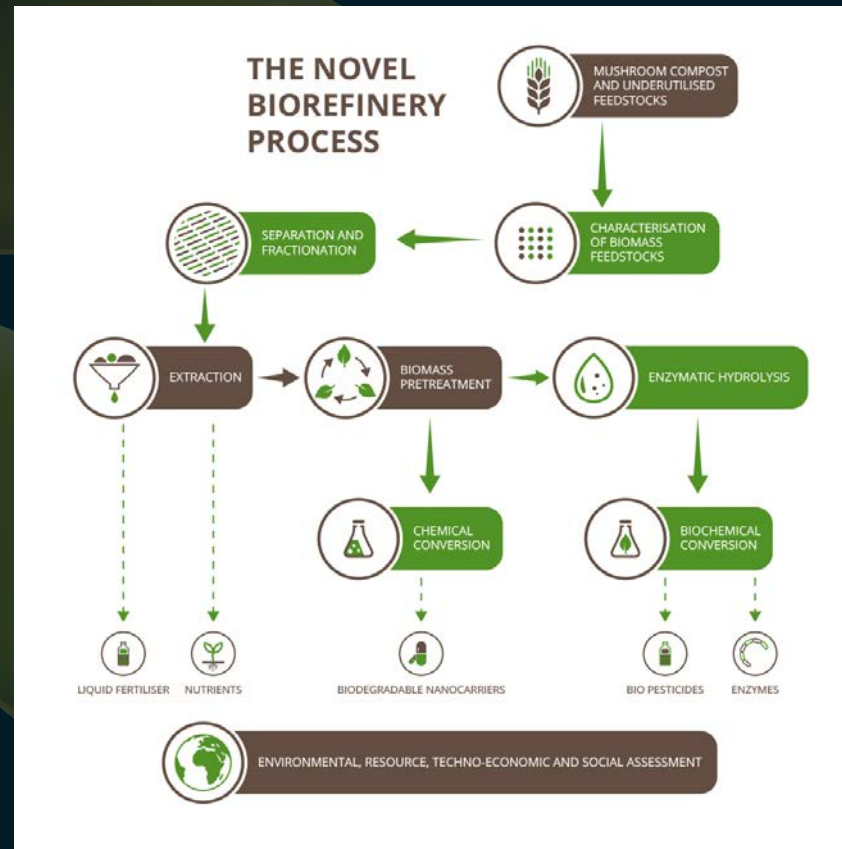 THE NOVEL
BIOREFINERY
PROCESS
MUSHROOM COMPOST
AND UNDERUTILISED
FEEDSTOCKS
SEPARATION AND
FRACTIONATION
CHARACTERISATION
OF BIOMASS
FEEDSTOCKS
EXTRACTION
BIOMASS
PRETREATMENT
ENZYMATIC HYDROLYSIS
CHEMICAL
CONVERSION
BIOCHEMICAL
CONVERSION
LIQUID FERTILISER
NUTRIENTS
BIODEGRADABLE NANOCARRIERS
BIO PESTICIDES
ENZYMES
ENVIRONMENTAL, RESOURCE, TECHNO-ECONOMIC AND SOCIAL ASSESSMENT